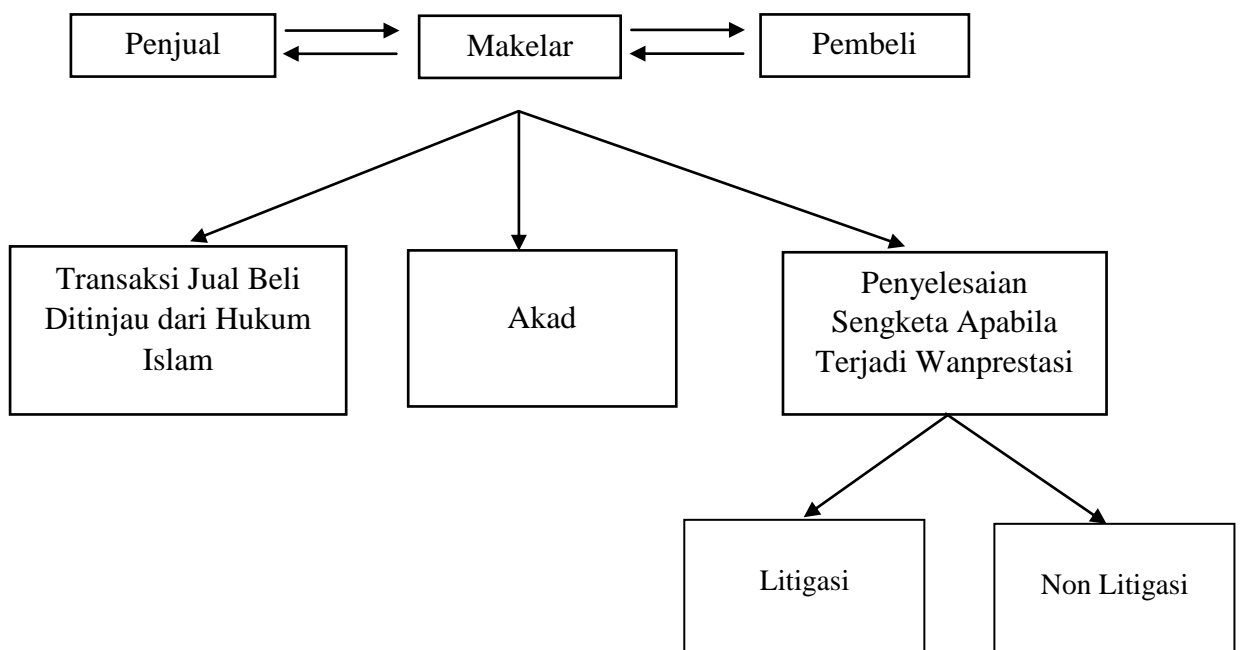 Penjual
Makelar
Pembeli
Transaksi Jual Beli
Ditinjau dari Hukum
Islam
Akad
Penyelesaian
Sengketa Apabila
Terjadi Wanprestasi
Litigasi
Non Litigasi